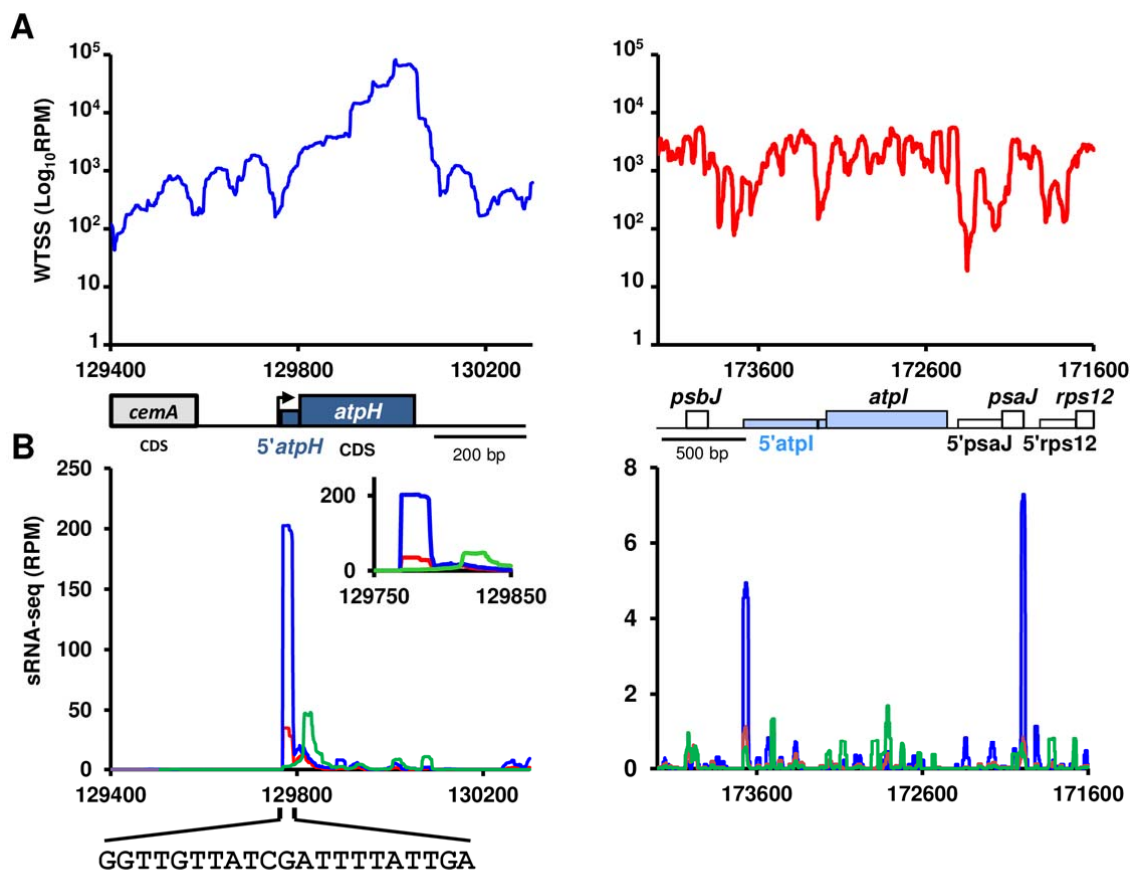 A
WTSS (Log10RPM)
10^5
10^4
10^3
10^2
10
1
129400 129800 130200
10^5
10^4
10^3
10^2
10
1
173600 172600 171600
cemA atpH
CDS 5'atpH CDS
200 bp
psbJ atpI psaJ rps12
500 bp 5'atpI 5'psaJ 5'rps12
B
sRNA-seq (RPM)
250
200
150
100
50
0
129400 129800 130200
200
0
129750 129850
8
6
4
2
0
173600 172600 171600
GGTTGTTATCGATTTTATTGA